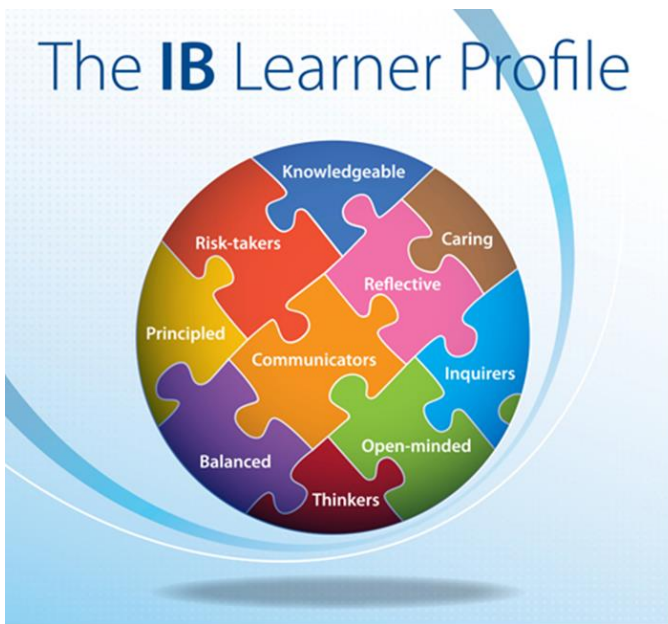 The IB Learner Profile
Knowledgeable
Risk-takers
Caring
Reflective
Principled
Communicators
Inquirers
Open-minded
Balanced
Thinkers